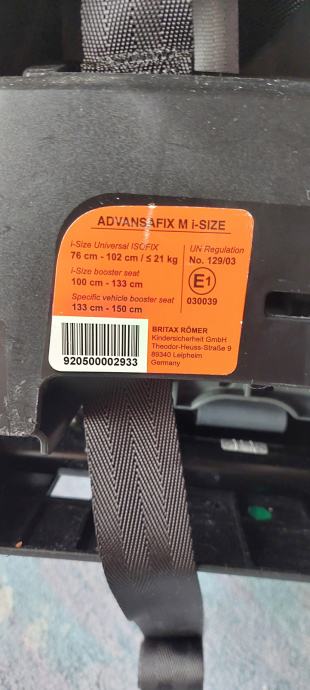 ADVANSAFIX M i-SIZE
i-Size Universal ISOFIX
76 cm - 102 cm / ≤ 21 kg
i-Size booster seat
100 cm - 133 cm
Specific vehicle booster seat
133 cm - 150 cm
UN Regulation
No. 129/03
E1
030039
920500002933
BRITAX RÖMER
Kindersicherheit GmbH
Theodor-Heuss-Straße 9
89340 Leipheim
Germany